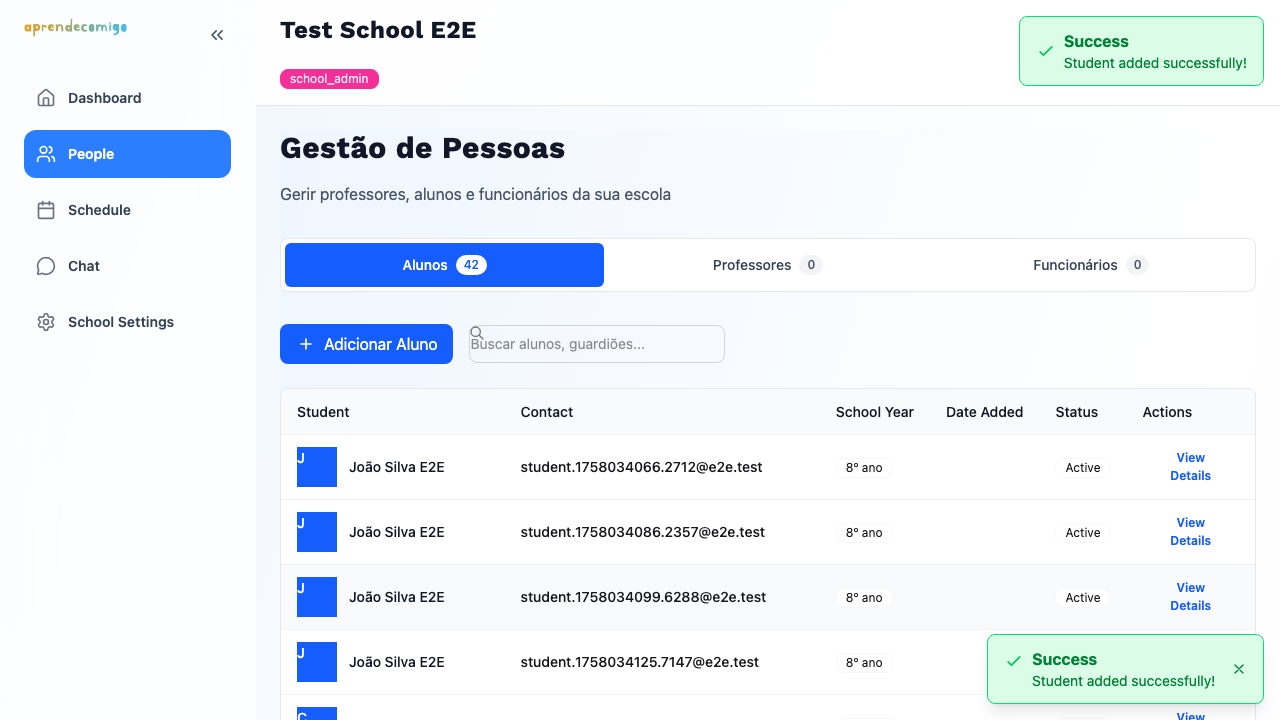 aprendecomigo
Dashboard
People
Schedule
Chat
School Settings
Test School E2E
school_admin
Success
Student added successfully!
Gestão de Pessoas
Gerir professores, alunos e funcionários da sua escola
Alunos 42
Professores 0
Funcionários 0
Adicionar Aluno
Buscar alunos, guardiões...
Student Contact School Year Date Added Status Actions
J João Silva E2E student.1758034066.2712@e2e.test 8º ano Active View Details
J João Silva E2E student.1758034086.2357@e2e.test 8º ano Active View Details
J João Silva E2E student.1758034099.6288@e2e.test 8º ano Active View Details
J João Silva E2E student.1758034125.7147@e2e.test 8º ano
View
Success
Student added successfully!